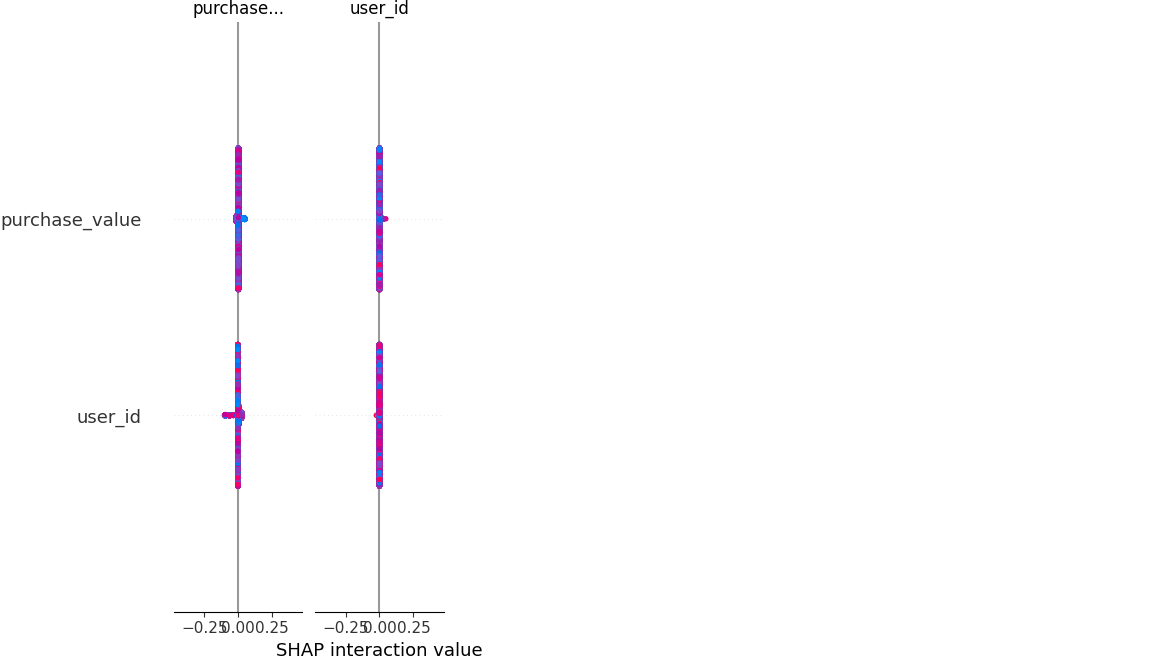 purchase... user_id
purchase_value
user_id
−0.25 0.00 0.25 −0.25 0.00 0.25
SHAP interaction value